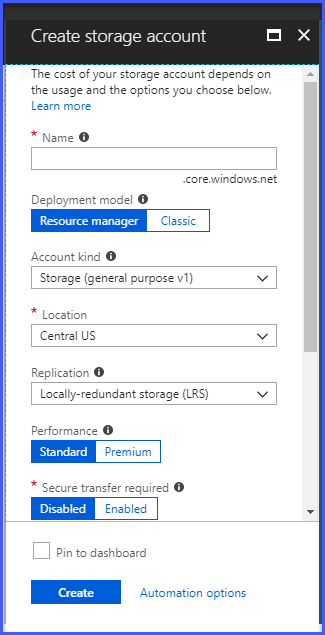 Create storage account
The cost of your storage account depends on
the usage and the options you choose below.
Learn more
* Name
.core.windows.net
Deployment model
Resource manager Classic
Account kind
Storage (general purpose v1)
* Location
Central US
Replication
Locally-redundant storage (LRS)
Performance
Standard Premium
* Secure transfer required
Disabled Enabled
Pin to dashboard
Create Automation options